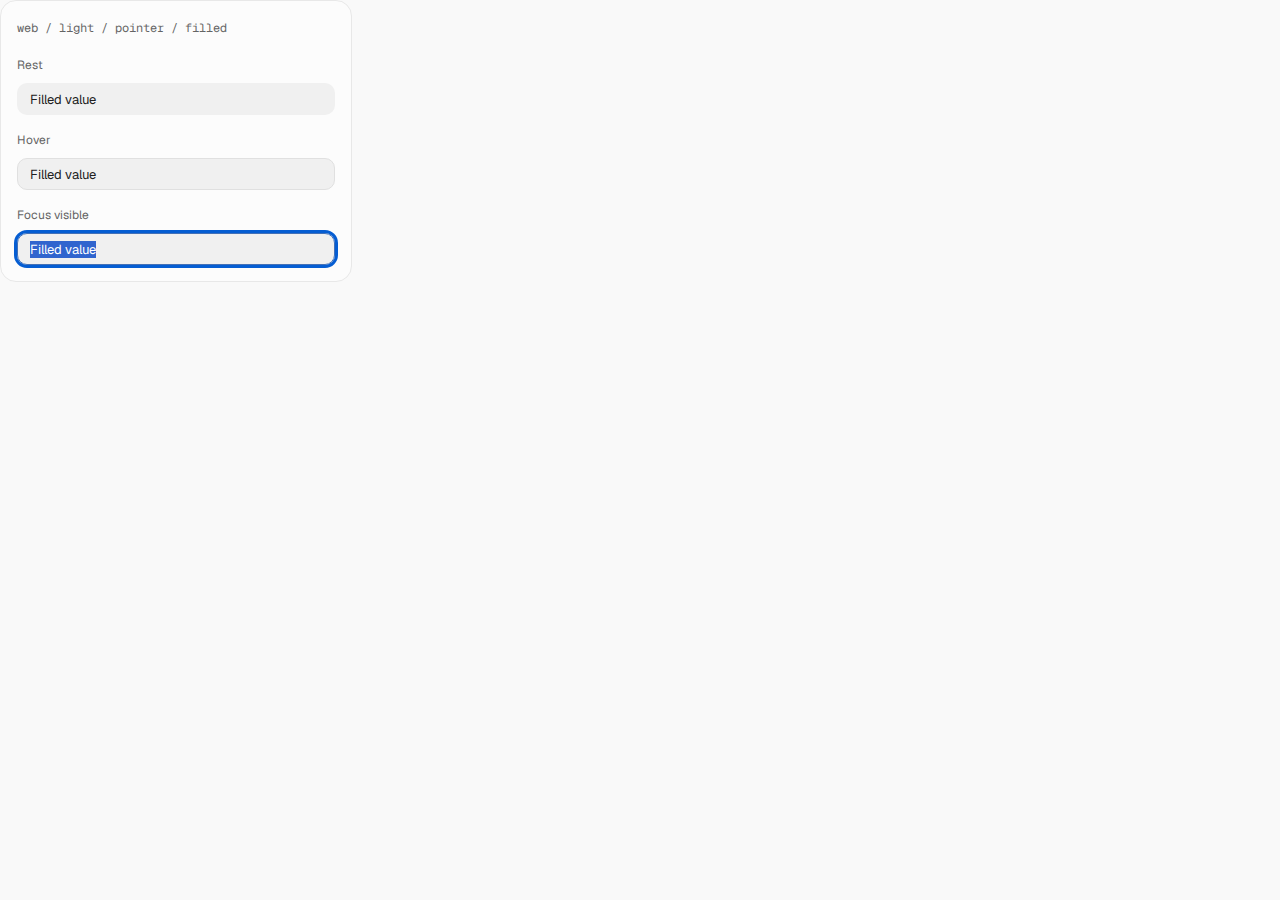 web / light / pointer / filled
Rest
Filled value
Hover
Filled value
Focus visible
Filled value